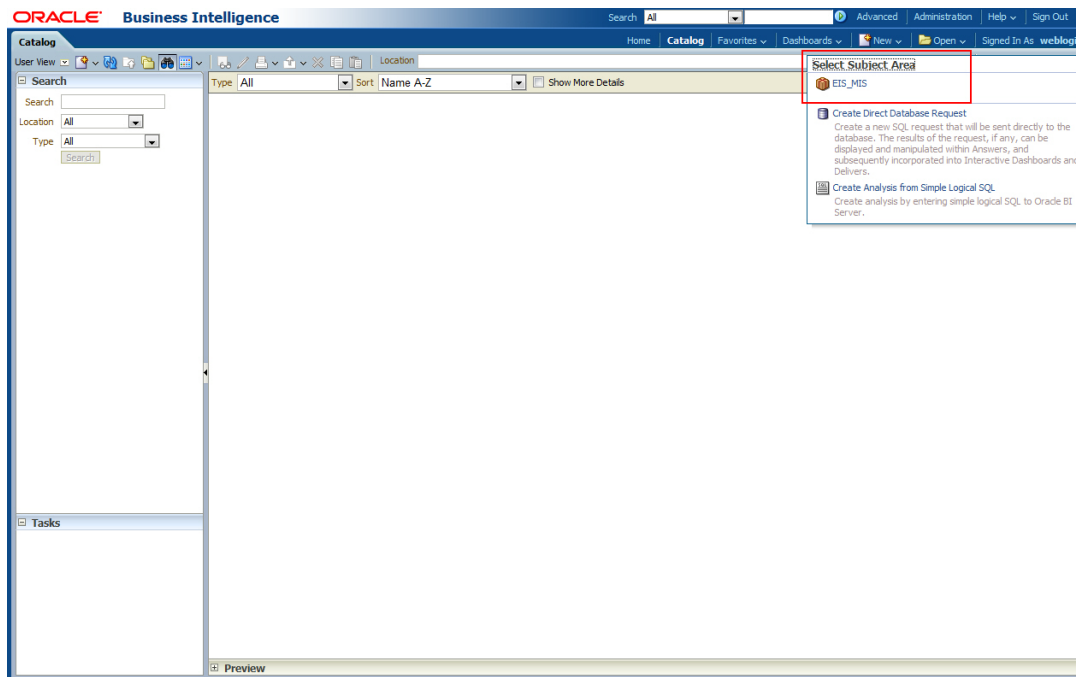 ORACLE Business Intelligence
Search All Advanced Administration Help Sign Out
Catalog
Home Catalog Favorites Dashboards New Open Signed In As weblogi
User View
Location
Search
Type All Sort Name A-Z Show More Details
Search
Location All
Type All
Search
Select Subject Area
EIS_MIS
Create Direct Database Request
Create a new SQL request that will be sent directly to the
database. The results of the request, if any, can be
displayed and manipulated within Answers, and
subsequently incorporated into Interactive Dashboards and
Delivers.
Create Analysis from Simple Logical SQL
Create analysis by entering simple logical SQL to Oracle BI
Server.
Tasks
Preview